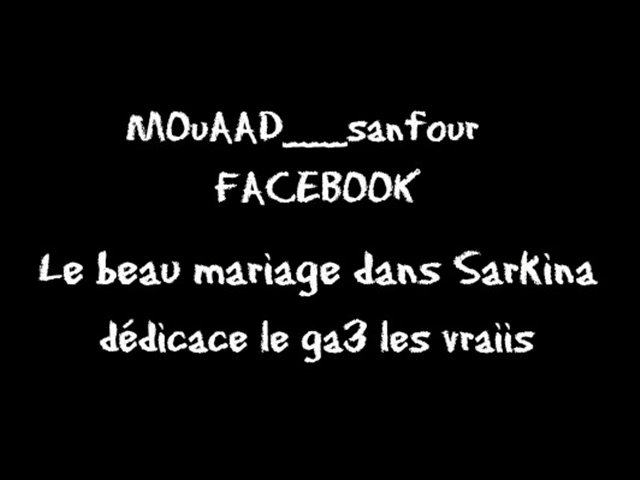 MOuAAD___sanfour
FACEBOOK
Le beau mariage dans Sarkina
dédicace le ga3 les vraiis